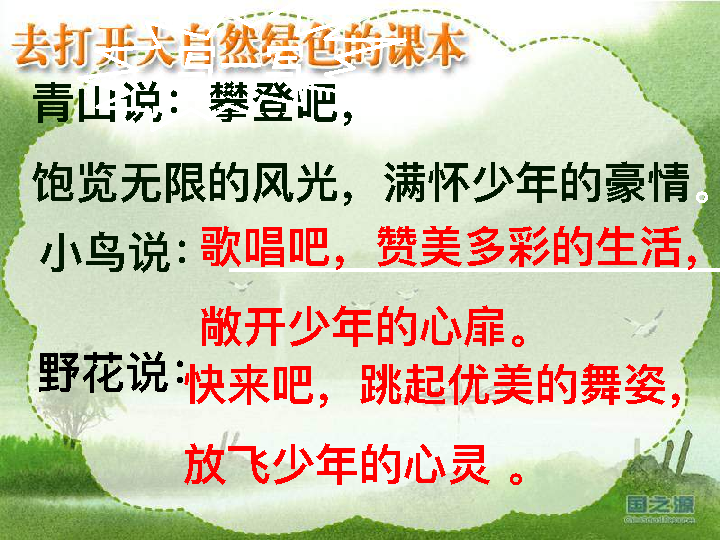 去打开大自然绿色的课本
青山说：攀登吧，
饱览无限的风光，满怀少年的豪情。
小鸟说：歌唱吧，赞美多彩的生活，
敞开少年的心扉。
野花说：快来吧，跳起优美的舞姿，
放飞少年的心灵 。
国之源